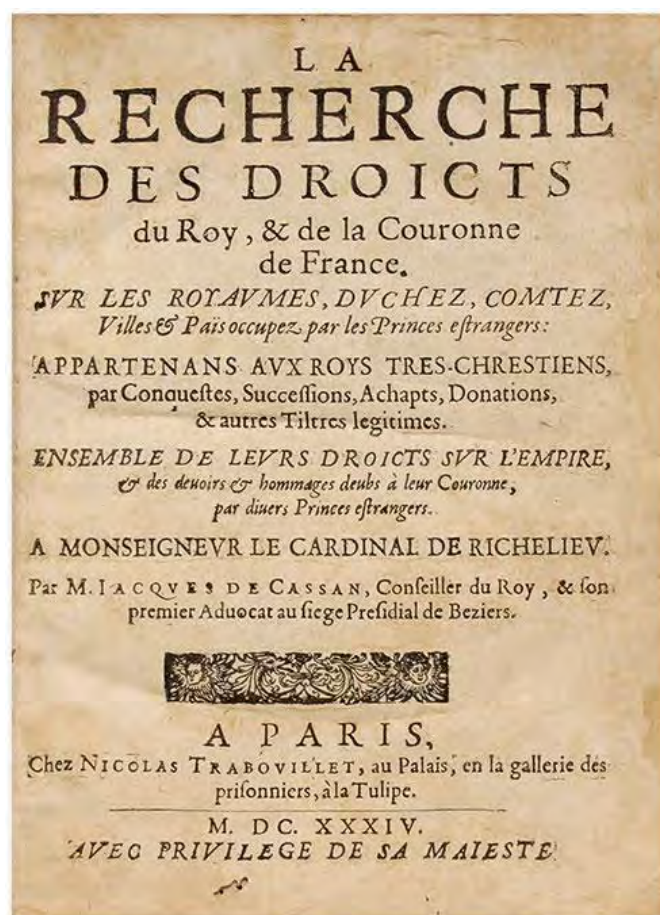 LA
RECHERCHE
DES DROICTS
du Roy, & de la Couronne
de France.
SVR LES ROYAVMES, DVCHEZ, COMTEZ,
Villes & Païs occupez par les Princes eſtrangers:
APPARTENANS AVX ROYS TRES-CHRESTIENS,
par Conqueſtes, Succeſſions, Achapts, Donations,
& autres Tiltres legitimes.
ENSEMBLE DE LEVRS DROICTS SVR L'EMPIRE,
& des deuoirs & hommages deubs à leur Couronne,
par diuers Princes eſtrangers.
A MONSEIGNEVR LE CARDINAL DE RICHELIEV.
Par M. IACQVES DE CASSAN, Conſeiller du Roy, & ſon
premier Aduocat au ſiege Preſidial de Beziers.
A PARIS,
Chez NICOLAS TRABOVILLET, au Palais, en la gallerie des
priſonniers, à la Tulipe.
M. DC. XXXIV.
AVEC PRIVILEGE DE SA MAIESTE